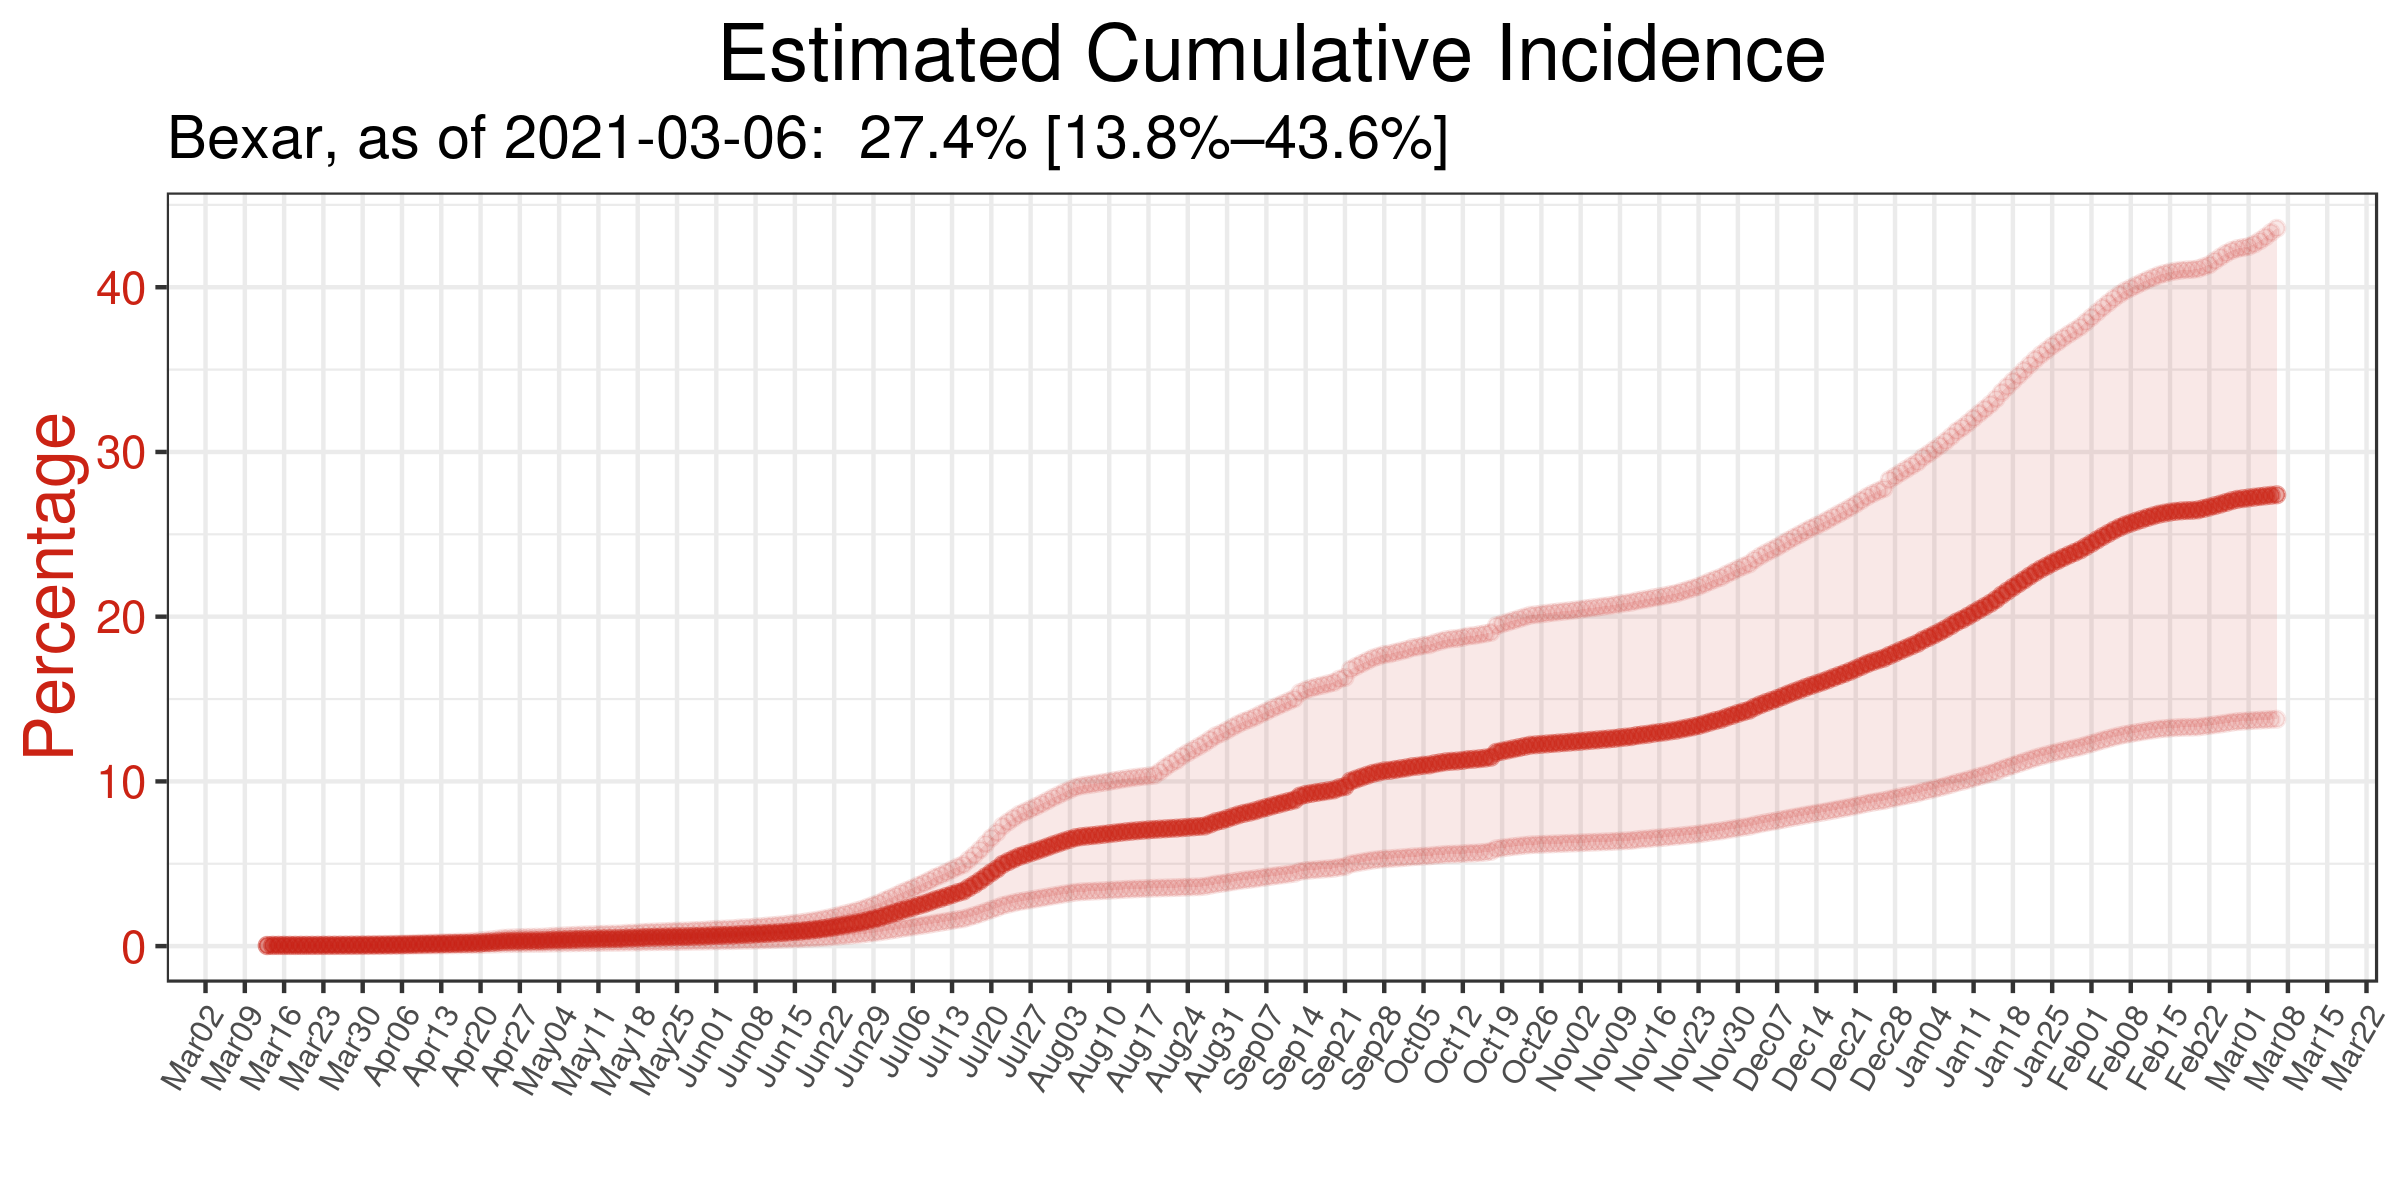 Estimated Cumulative Incidence
Bexar, as of 2021-03-06:  27.4% [13.8%–43.6%]
Percentage
40
30
20
10
0
Mar02
Mar09
Mar16
Mar23
Mar30
Apr06
Apr13
Apr20
Apr27
May04
May11
May18
May25
Jun01
Jun08
Jun15
Jun22
Jun29
Jul06
Jul13
Jul20
Jul27
Aug03
Aug10
Aug17
Aug24
Aug31
Sep07
Sep14
Sep21
Sep28
Oct05
Oct12
Oct19
Oct26
Nov02
Nov09
Nov16
Nov23
Nov30
Dec07
Dec14
Dec21
Dec28
Jan04
Jan11
Jan18
Jan25
Feb01
Feb08
Feb15
Feb22
Mar01
Mar08
Mar15
Mar22